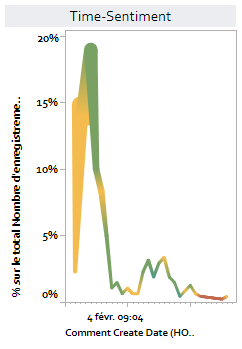 Time-Sentiment
% sur le total Nombre d'enregistreme..
20%
15%
10%
5%
0%
4 févr. 09:04
Comment Create Date (HO..